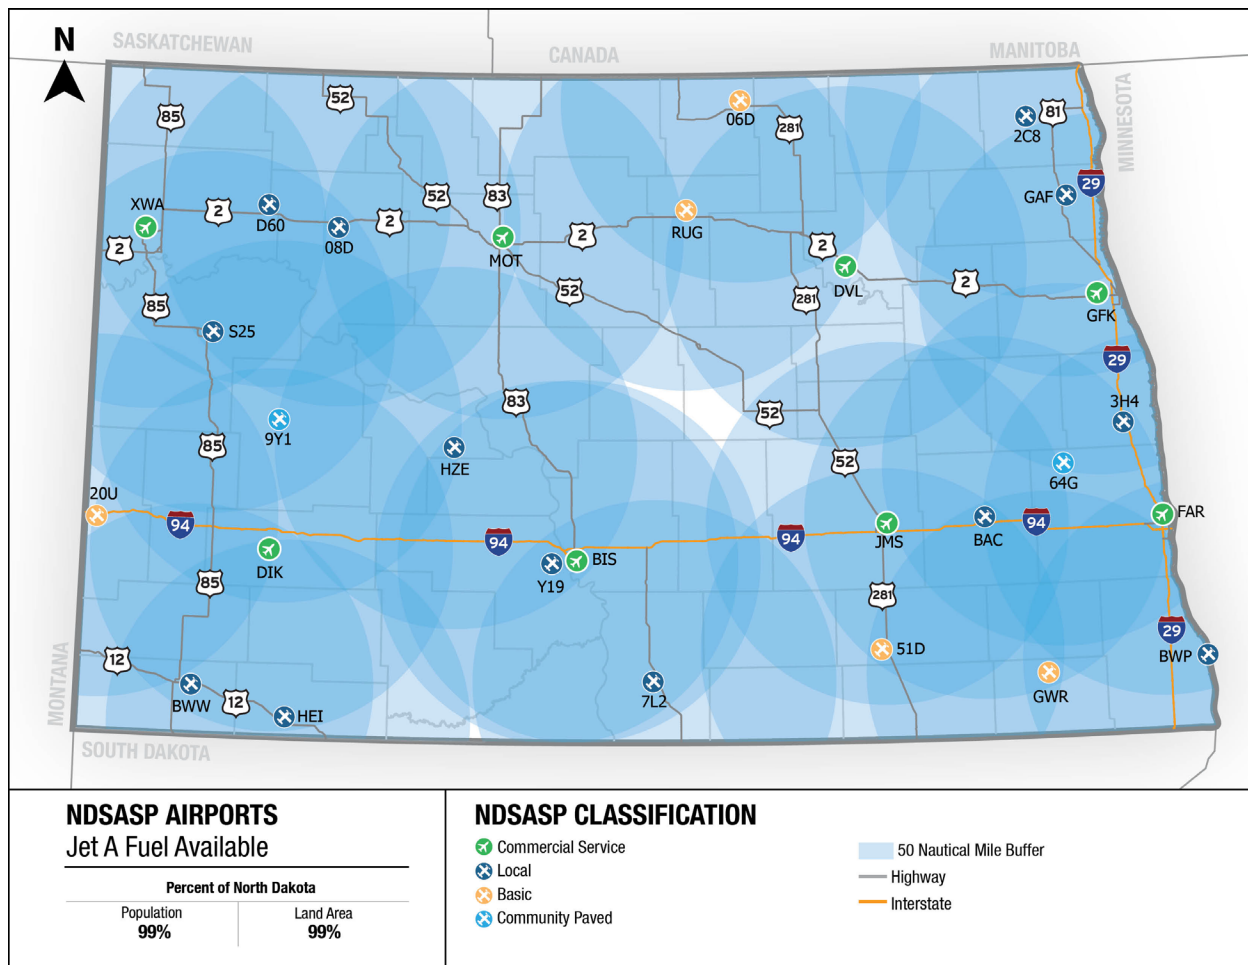 N
SASKATCHEWAN
CANADA
MANITOBA
MINNESOTA
52
85
06D
281
81
2C8
29
52
83
GAF
XWA
2
D60
2
08D
2
RUG
2
2
MOT
DVL
2
GFK
85
52
281
S25
29
83
52
3H4
9Y1
85
HZE
52
64G
20U
94
94
94
94
FAR
JMS
BAC
DIK
BIS
Y19
85
281
29
51D
BWP
12
MONTANA
BWW
12
HEI
7L2
GWR
SOUTH DAKOTA
NDSASP AIRPORTS
Jet A Fuel Available
Percent of North Dakota
Population
Land Area
99%
99%
NDSASP CLASSIFICATION
Commercial Service
Local
Basic
Community Paved
50 Nautical Mile Buffer
Highway
Interstate